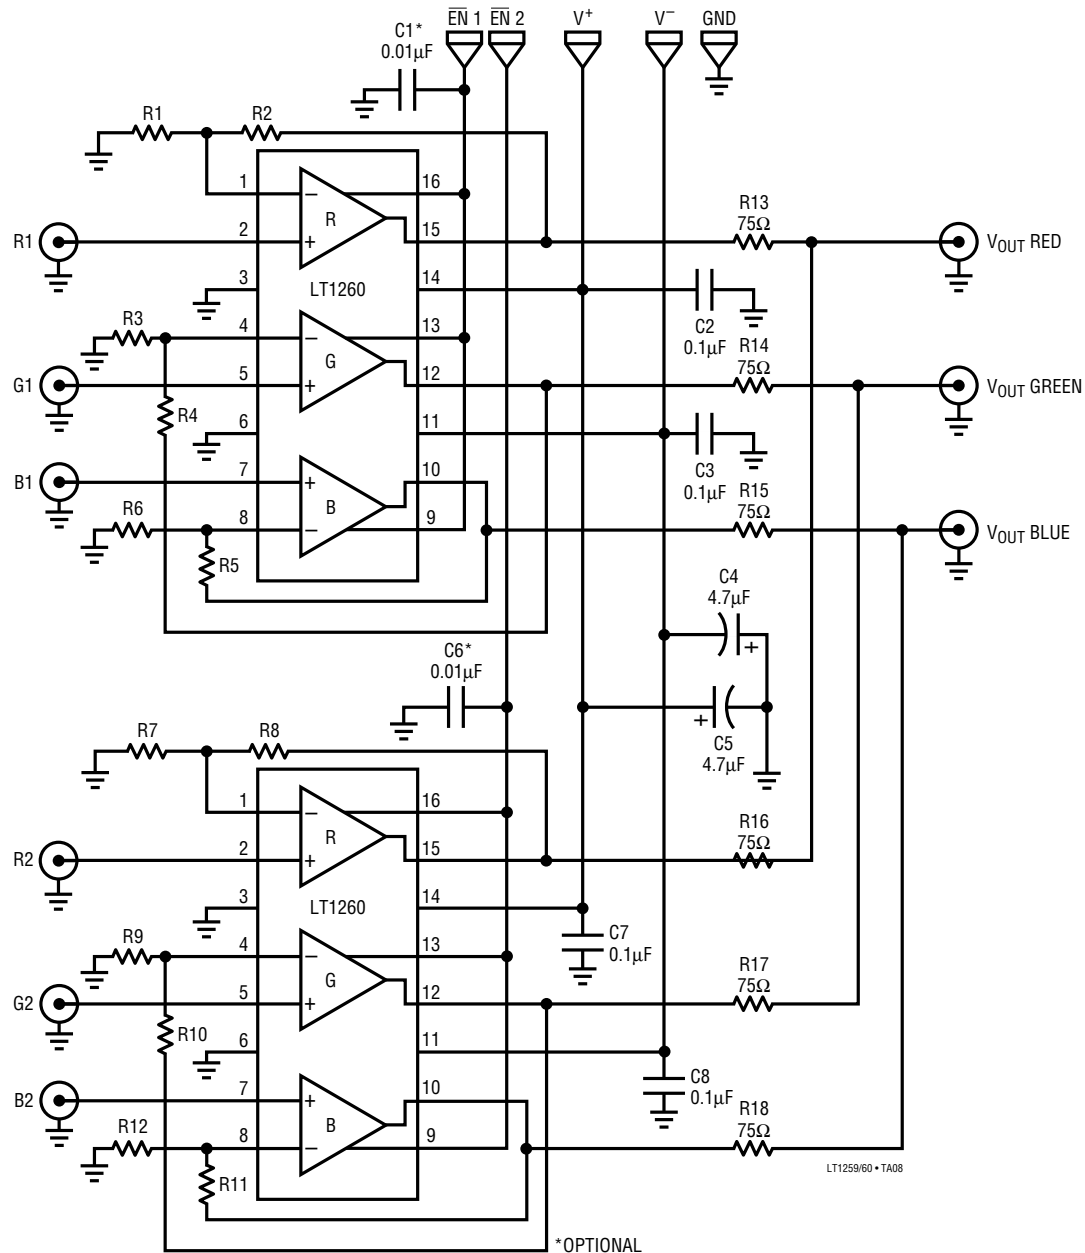 EN 1 EN 2 V+ V− GND
C1*
0.01µF
R1 R2
1 16
R
R13
75Ω
R1 2 15 VOUT RED
3 14
LT1260
C2
0.1µF
R3 4 13
G
R14
75Ω
G1 5 12 VOUT GREEN
R4
6 11
C3
0.1µF
B1 7 10
B
R15
75Ω
R6 8 9 VOUT BLUE
R5
C4
4.7µF
C6*
0.01µF
C5
4.7µF
R7 R8
1 16
R
R16
75Ω
R2 2 15
3 14
LT1260
C7
0.1µF
R9 4 13
G
R17
75Ω
G2 5 12
R10
6 11
C8
0.1µF
B2 7 10
B
R18
75Ω
R12 8 9
R11
LT1259/60 • TA08
*OPTIONAL